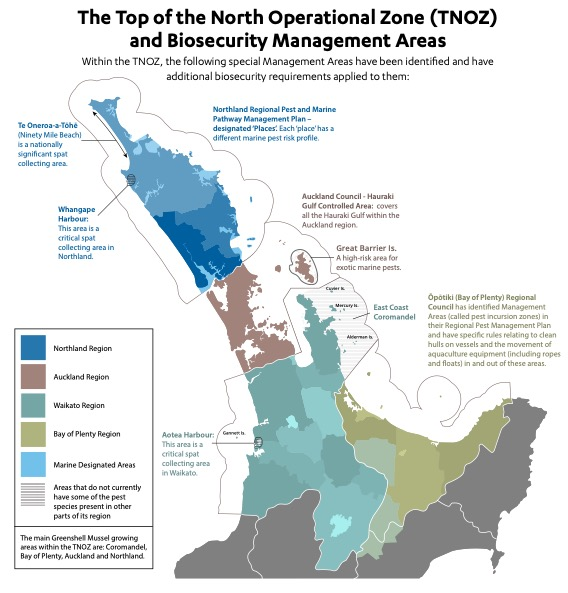 The Top of the North Operational Zone (TNOZ)
and Biosecurity Management Areas
Within the TNOZ, the following special Management Areas have been identified and have
additional biosecurity requirements applied to them:
Te Oneroa-a-Tōhē
(Ninety Mile Beach)
is a nationally
significant spat
collecting area.
Northland Regional Pest and Marine
Pathway Management Plan –
designated 'Places'. Each 'place' has a
different marine pest risk profile.
Whangape
Harbour:
This area is a
critical spat
collecting area in
Northland.
Auckland Council - Hauraki
Gulf Controlled Area: covers
all the Hauraki Gulf within the
Auckland region.
Great Barrier Is.
A high-risk area for
exotic marine pests.
Cuvier Is.
Mercury Is.
East Coast
Coromandel
Alderman Is.
Ōpōtiki (Bay of Plenty) Regional
Council has identified Management
Areas (called pest incursion zones) in
their Regional Pest Management Plan
and have specific rules relating to clean
hulls on vessels and the movement of
aquaculture equipment (including ropes
and floats) in and out of these areas.
Northland Region
Auckland Region
Waikato Region
Bay of Plenty Region
Marine Designated Areas
Areas that do not currently
have some of the pest
species present in other
parts of its region
The main Greenshell Mussel growing
areas within the TNOZ are: Coromandel,
Bay of Plenty, Auckland and Northland.
Gannett Is.
Aotea Harbour:
This area is a
critical spat
collecting area
in Waikato.